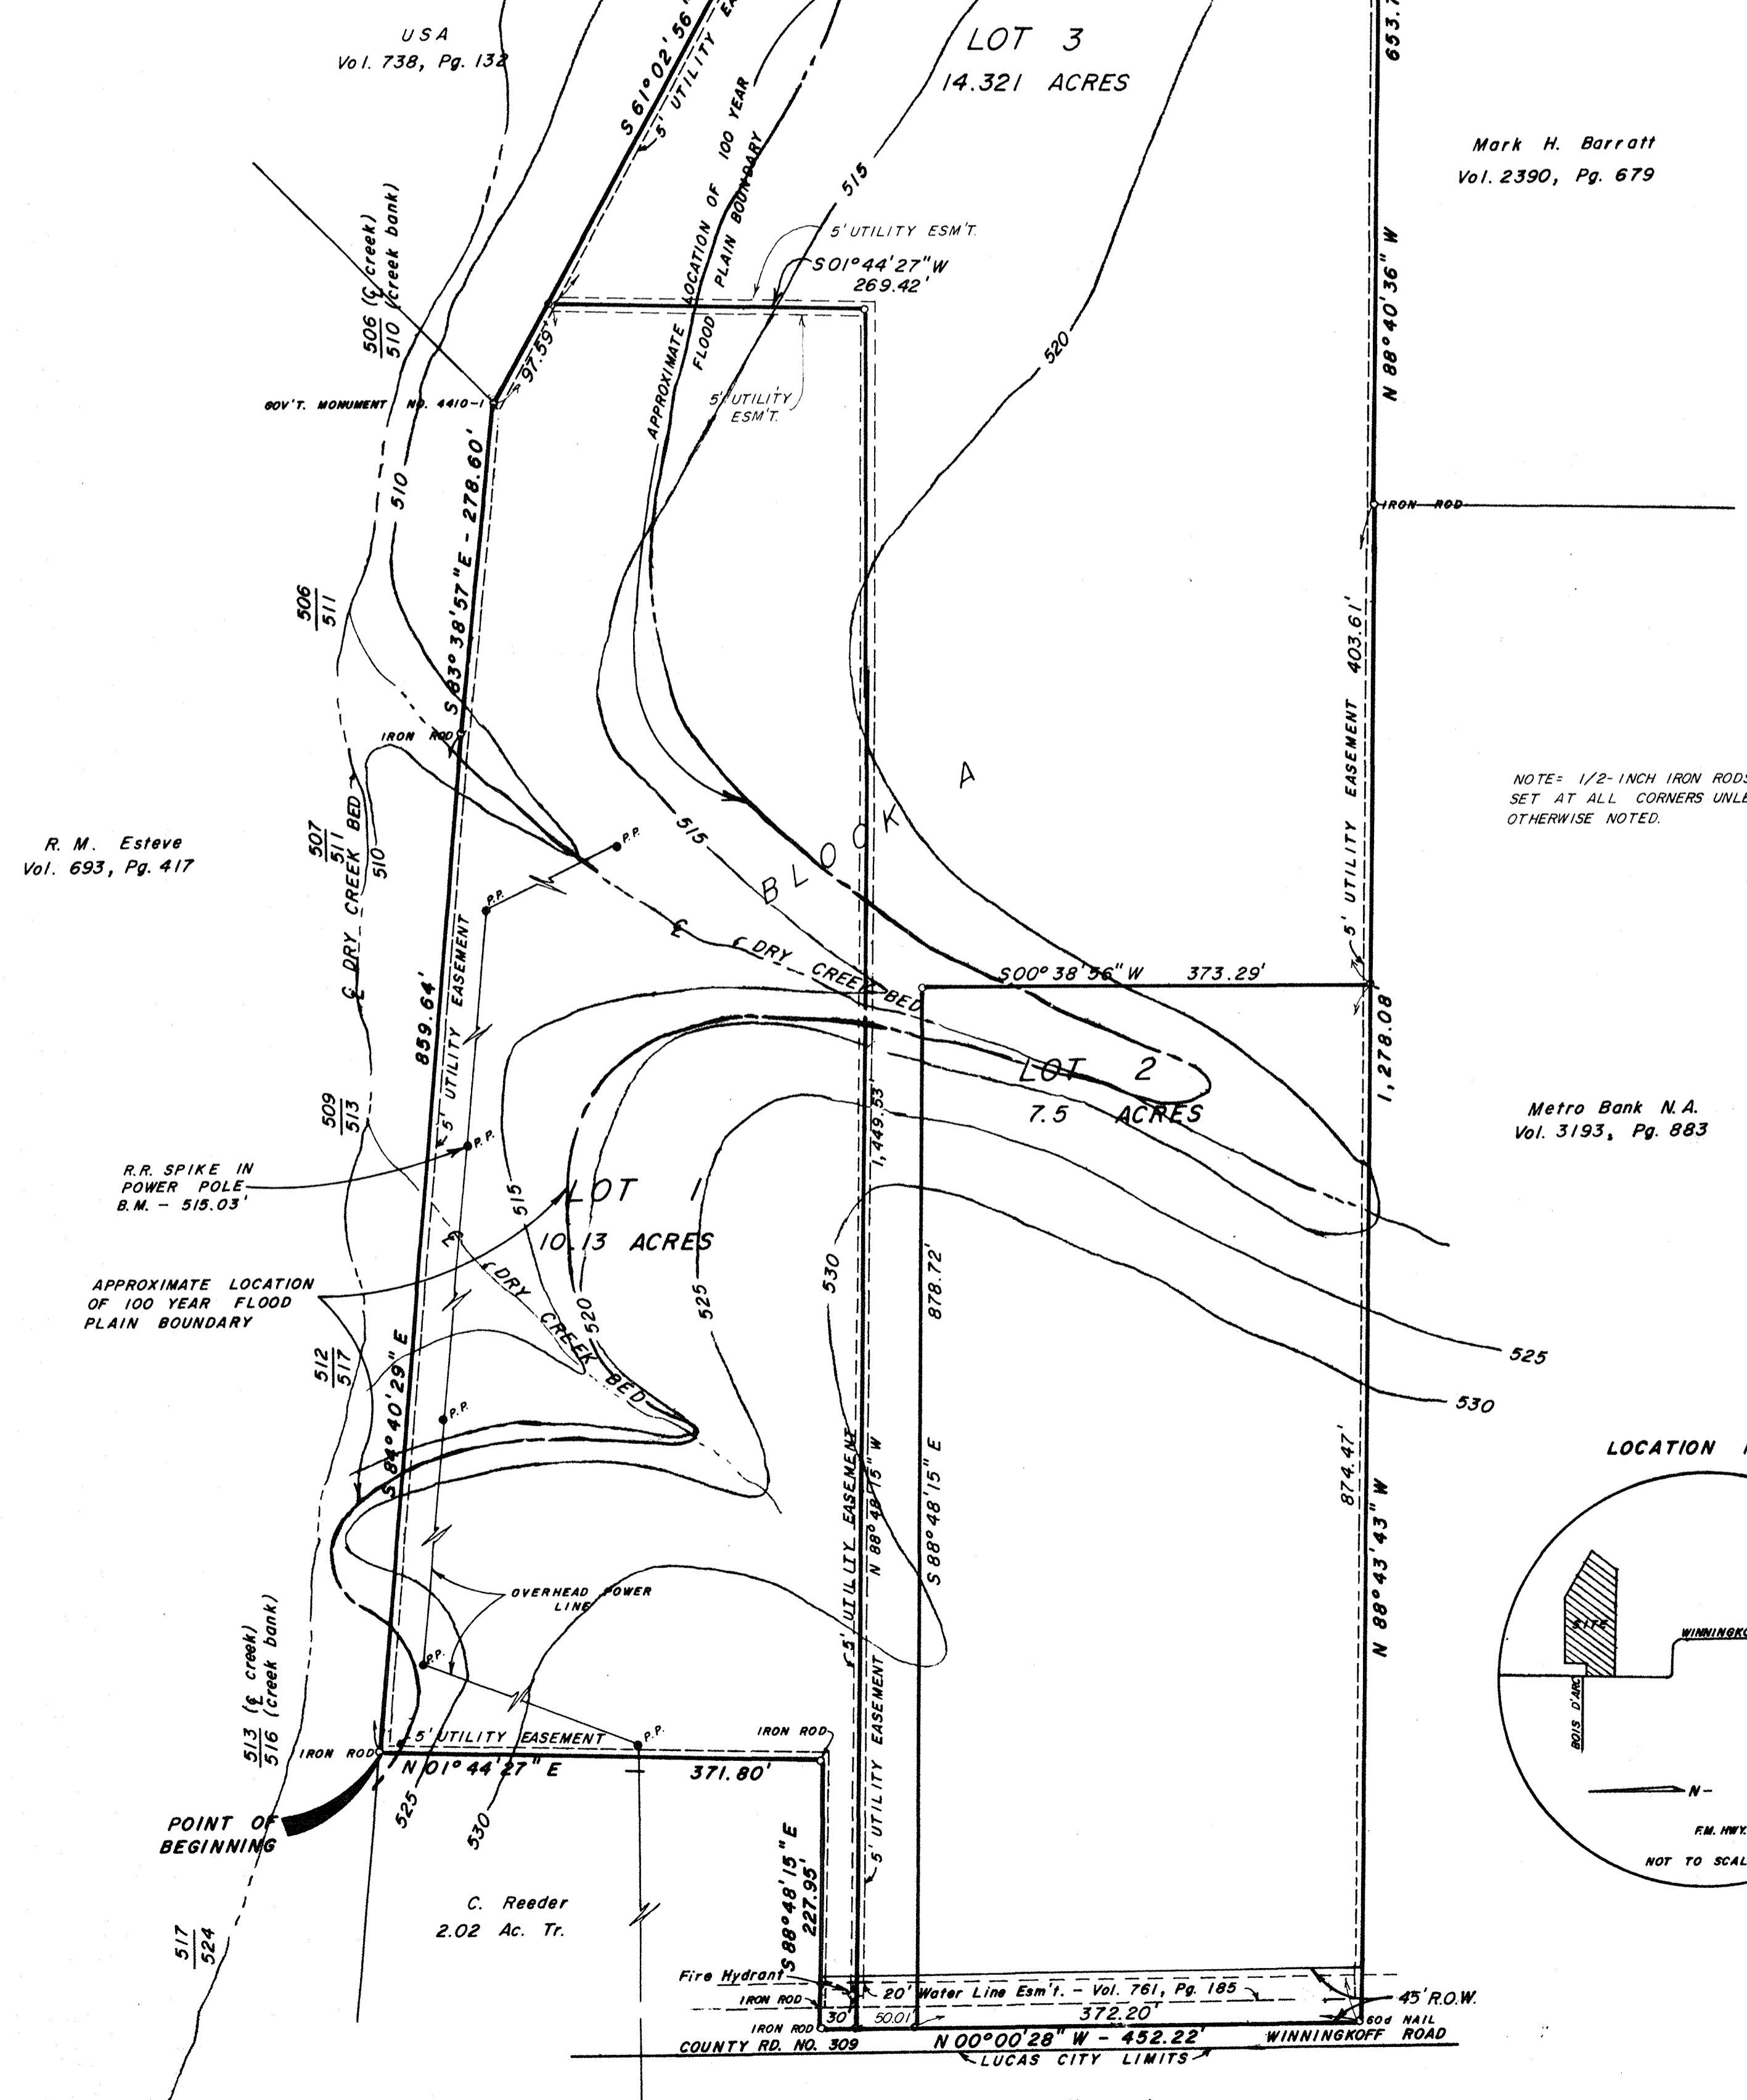 USA
Vol. 738, Pg. 132
S 61° 02' 56"
5' UTILITY
LOT 3
14.321 ACRES
653.
Mark H. Barratt
Vol. 2390, Pg. 679
N 88° 40' 36" W
APPROXIMATE LOCATION OF 100 YEAR
FLOOD PLAIN BOUNDARY
515
5' UTILITY ESM'T.
S 01° 44' 27" W
269.42'
506 (℄ creek)
510 (creek bank)
97.59'
520
GOV'T. MONUMENT NO. 4410-1
5' UTILITY
ESM'T.
510
S 83° 38' 57" E - 278.60'
IRON ROD
506
511
403.61'
5' UTILITY EASEMENT
IRON ROD
BLOCK A
NOTE= 1/2-INCH IRON RODS
SET AT ALL CORNERS
OTHERWISE NOTED.
507
511
510
℄ DRY CREEK BED
R. M. Esteve
Vol. 693, Pg. 417
P.P.
P.P.
515
℄
℄ DRY CREEK BED
S 00° 38' 56" W 373.29'
859.64'
5' UTILITY EASEMENT
1,278.08'
LOT 2
7.5 ACRES
1,449.53'
Metro Bank N.A.
Vol. 3193, Pg. 883
509
513
P.P.
R.R. SPIKE IN
POWER POLE
B.M. - 515.03'
LOT 1
10.13 ACRES
515
℄
℄ DRY CREEK BED
520
525
530
878.72'
APPROXIMATE LOCATION
OF 100 YEAR FLOOD
PLAIN BOUNDARY
512
517
S 84° 40' 29" E
P.P.
525
530
5' UTILITY EASEMENT
N 88° 48' 15" W
S 88° 48' 15" E
874.47'
N 88° 43' 43" W
LOCATION
SITE
BOIS D'ARC
N
F.M. HWY.
NOT TO
OVERHEAD POWER
LINE
P.P.
513 (℄ creek)
516 (creek bank)
IRON ROD
5' UTILITY EASEMENT
P.P.
IRON ROD
N 01° 44' 27" E 371.80'
5' UTILITY EASEMENT
POINT OF
BEGINNING
525
530
S 88° 48' 15" E
227.95'
C. Reeder
2.02 Ac. Tr.
517
524
Fire Hydrant
20' Water Line Esm't. - Vol. 761, Pg. 185
IRON ROD
45' R.O.W.
30'
50.01'
372.20'
60d NAIL
IRON ROD
N 00° 00' 28" W - 452.22'
WINNINGKOFF ROAD
COUNTY RD. NO. 309
LUCAS CITY LIMITS